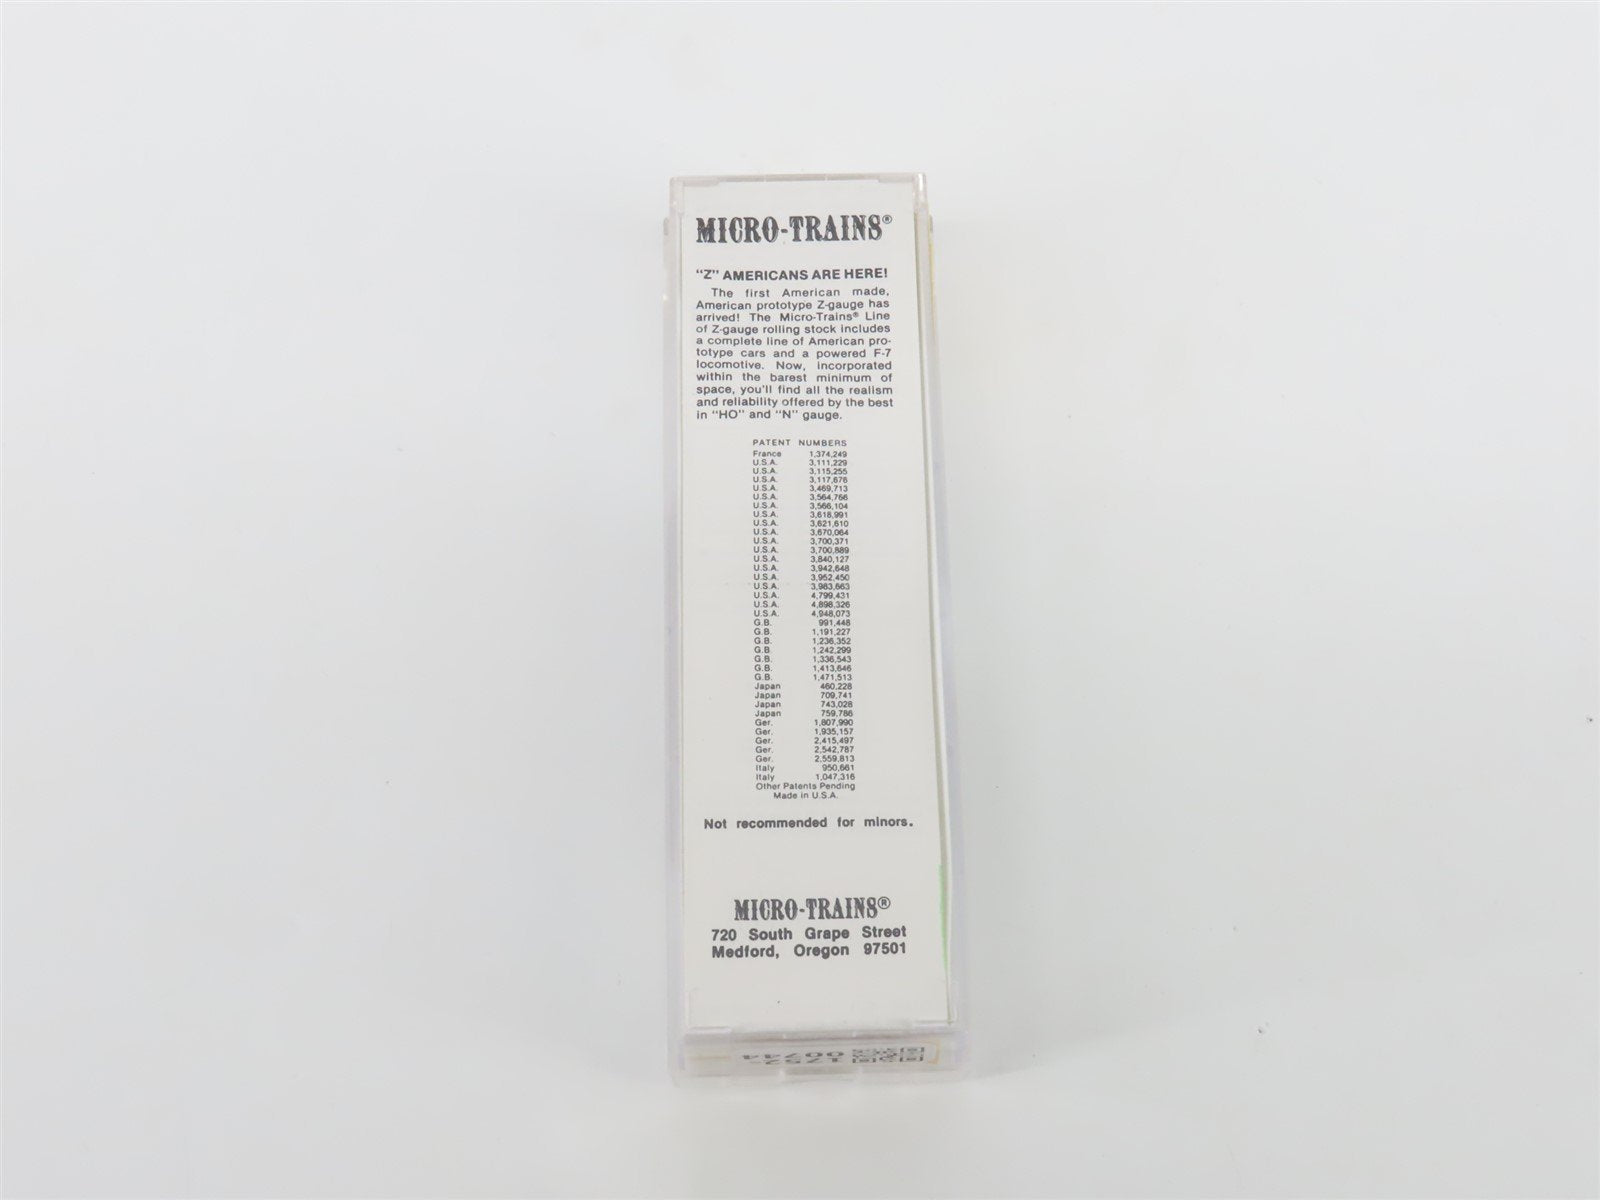 MICRO-TRAINS®
"Z" AMERICANS ARE HERE!
The first American made,
American prototype Z-gauge has
arrived! The Micro-Trains® Line
of Z-gauge rolling stock includes
a complete line of American pro-
totype cars and a powered F-7
locomotive. Now, incorporated
within the barest minimum of
space, you'll find all the realism
and reliability offered by the best
in "HO" and "N" gauge.
PATENT NUMBERS
France 1,374,249
U.S.A. 3,111,229
U.S.A. 3,115,255
U.S.A. 3,117,676
U.S.A. 3,469,713
U.S.A. 3,564,766
U.S.A. 3,566,104
U.S.A. 3,618,991
U.S.A. 3,621,610
U.S.A. 3,670,064
U.S.A. 3,700,371
U.S.A. 3,700,889
U.S.A. 3,840,127
U.S.A. 3,942,648
U.S.A. 3,952,450
U.S.A. 3,963,663
U.S.A. 4,799,431
U.S.A. 4,898,326
U.S.A. 4,948,073
G.B. 991,448
G.B. 1,191,227
G.B. 1,236,352
G.B. 1,242,299
G.B. 1,336,543
G.B. 1,413,646
G.B. 1,471,513
Japan 460,228
Japan 709,741
Japan 743,028
Japan 759,786
Ger. 1,807,990
Ger. 1,935,157
Ger. 2,415,497
Ger. 2,542,787
Ger. 2,559,813
Italy 950,661
Italy 1,047,316
Other Patents Pending
Made in U.S.A.
Not recommended for minors.
MICRO-TRAINS®
720 South Grape Street
Medford, Oregon 97501